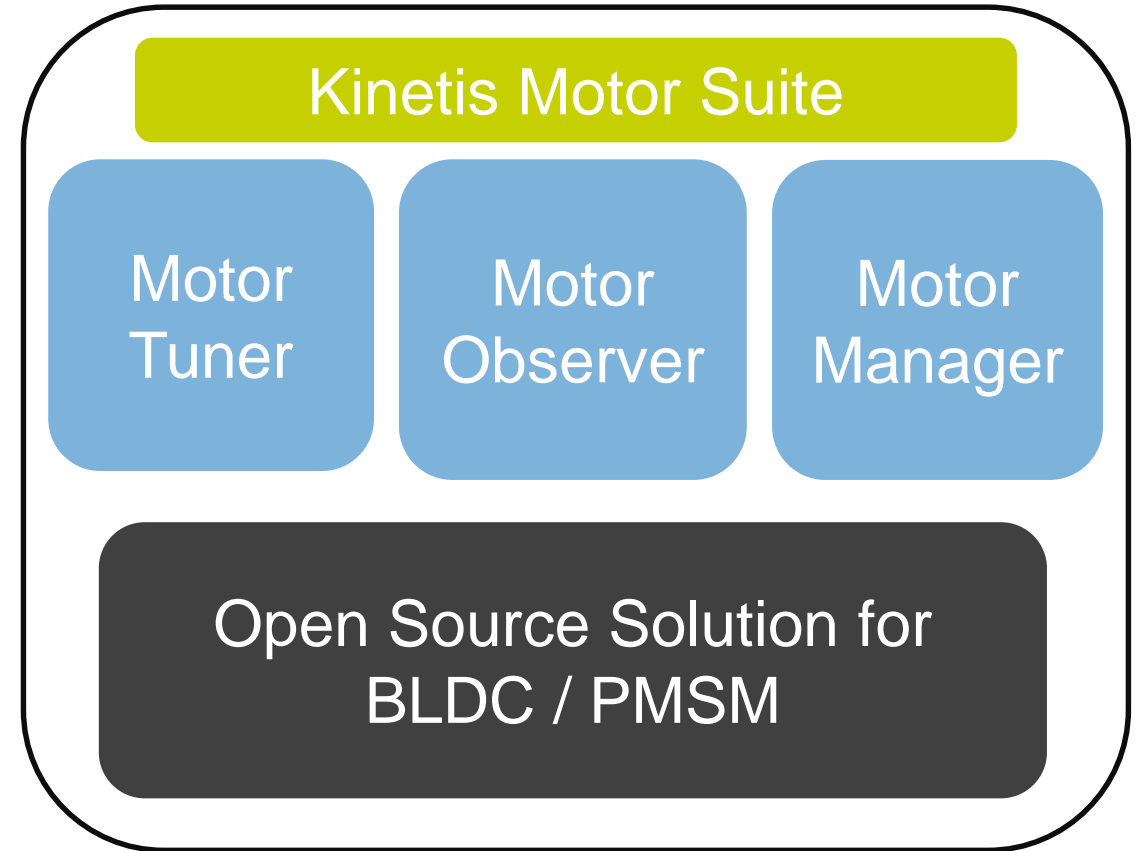 Kinetis Motor Suite
Motor
Tuner
Motor
Observer
Motor
Manager
Open Source Solution for
BLDC / PMSM